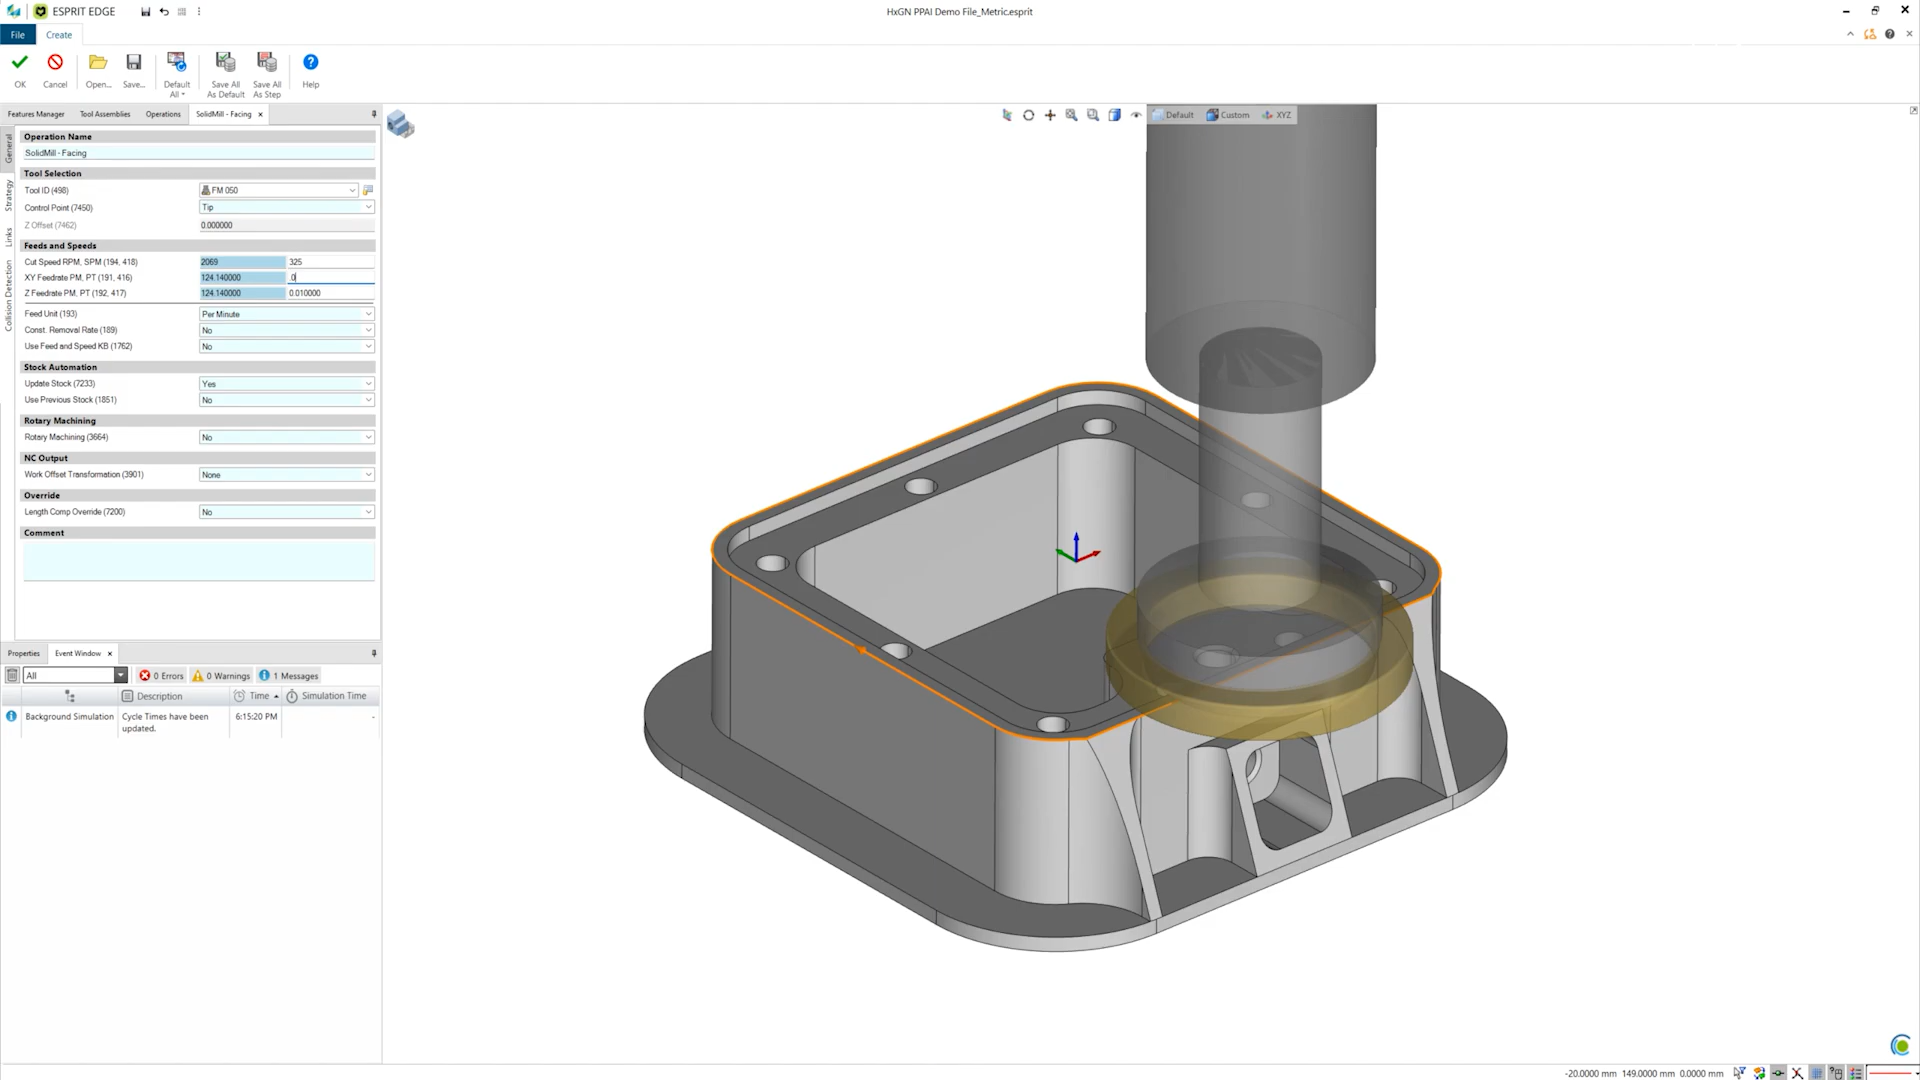 ESPRIT EDGE
HxGN PPAI Demo File_Metric.esprit
File
Create
OK
Cancel
Open...
Save...
Default All
Save All As Default
Save All As Step
Help
Features Manager
Tool Assemblies
Operations
SolidMill - Facing
General
Strategy
Links
Collision Detection
Operation Name
SolidMill - Facing
Tool Selection
Tool ID (498) FM 050
Control Point (7450) Tip
Z Offset (7462) 0.000000
Feeds and Speeds
Cut Speed RPM, SPM (194, 418) 2069 325
XY Feedrate PM, PT (191, 416) 124.140000 .0
Z Feedrate PM, PT (192, 417) 124.140000 0.010000
Feed Unit (193) Per Minute
Const. Removal Rate (189) No
Use Feed and Speed KB (1762) No
Stock Automation
Update Stock (7233) Yes
Use Previous Stock (1851) No
Rotary Machining
Rotary Machining (3664) No
NC Output
Work Offset Transformation (3901) None
Override
Length Comp Override (7200) No
Comment
Default
Custom
XYZ
Properties
Event Window
All
0 Errors
0 Warnings
1 Messages
Description
Time
Simulation Time
Background Simulation
Cycle Times have been updated.
6:15:20 PM
-
-20.0000 mm 149.0000 mm 0.0000 mm